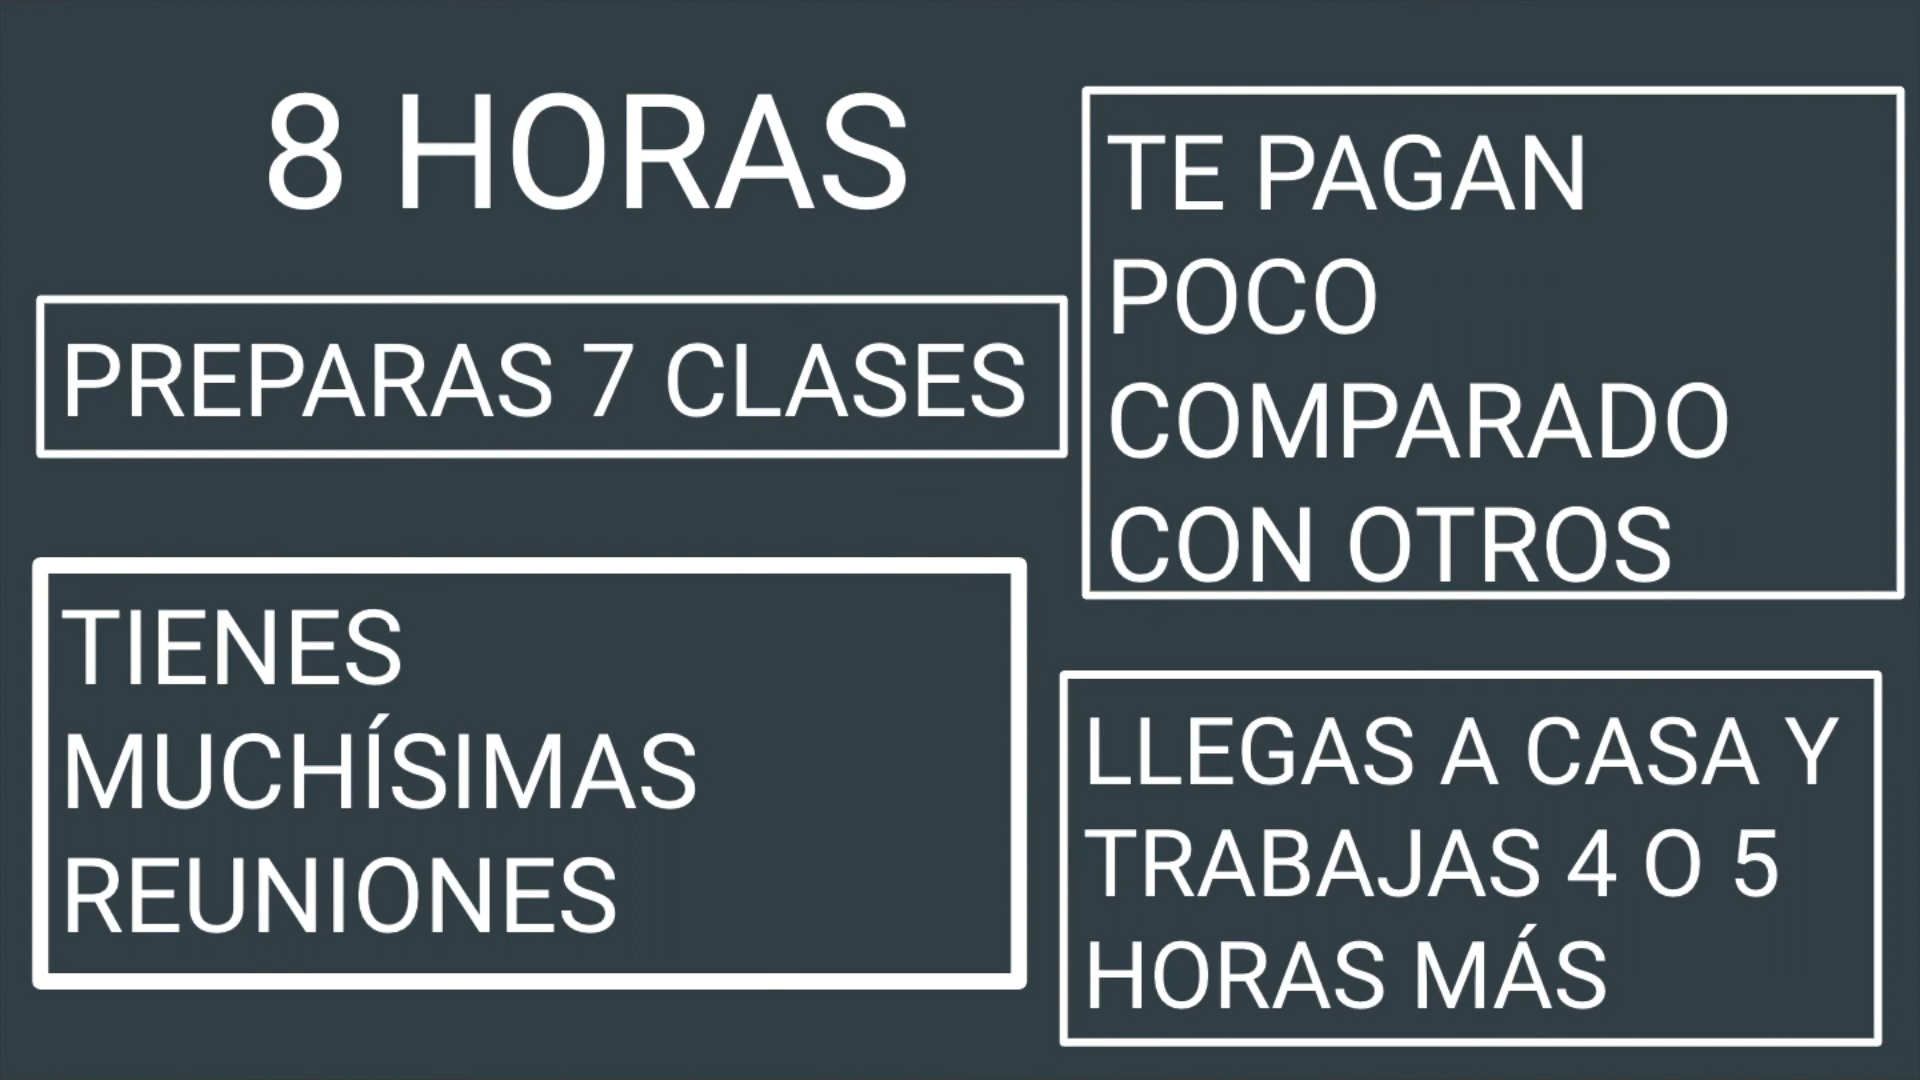 8 HORAS
PREPARAS 7 CLASES
TIENES
MUCHÍSIMAS
REUNIONES
TE PAGAN
POCO
COMPARADO
CON OTROS
LLEGAS A CASA Y
TRABAJAS 4 O 5
HORAS MÁS